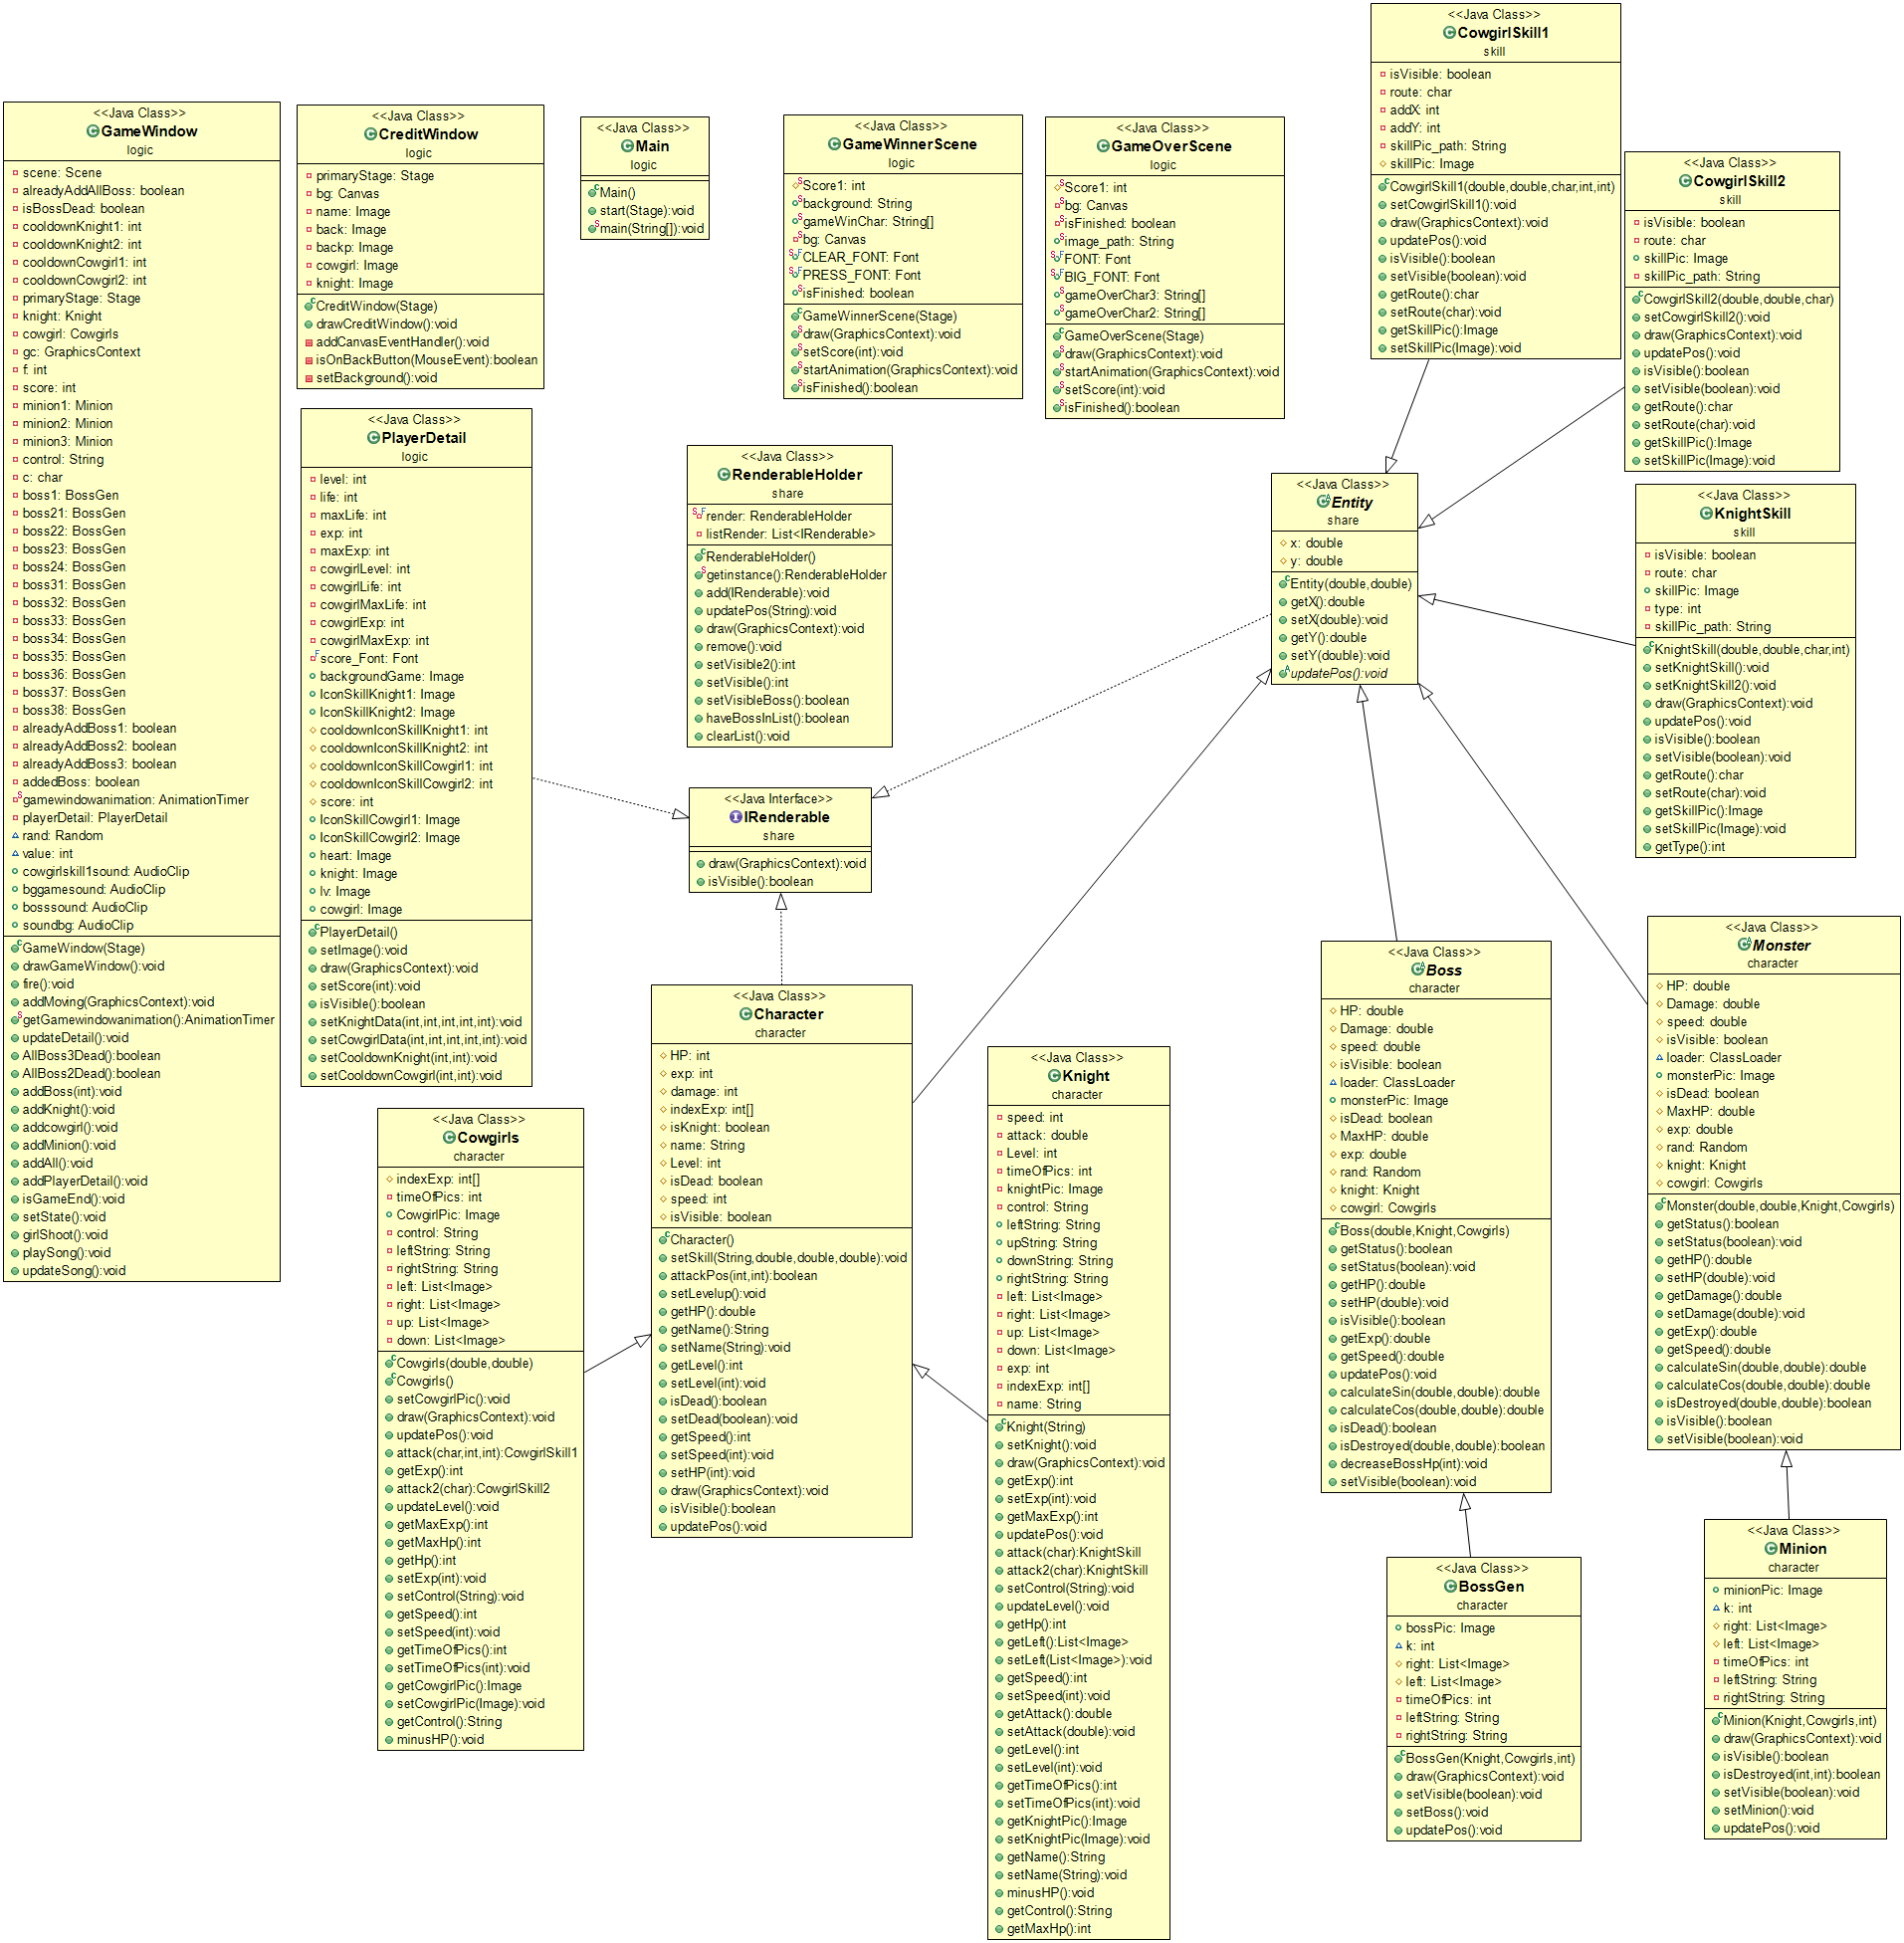 <<Java Class>>
GameWindow
logic
scene: Scene
alreadyAddAllBoss: boolean
isBossDead: boolean
cooldownKnight1: int
cooldownKnight2: int
cooldownCowgirl1: int
cooldownCowgirl2: int
primaryStage: Stage
knight: Knight
cowgirl: Cowgirls
gc: GraphicsContext
f: int
score: int
minion1: Minion
minion2: Minion
minion3: Minion
control: String
c: char
boss1: BossGen
boss21: BossGen
boss22: BossGen
boss23: BossGen
boss24: BossGen
boss31: BossGen
boss32: BossGen
boss33: BossGen
boss34: BossGen
boss35: BossGen
boss36: BossGen
boss37: BossGen
boss38: BossGen
alreadyAddBoss1: boolean
alreadyAddBoss2: boolean
alreadyAddBoss3: boolean
addedBoss: boolean
gamewindowanimation: AnimationTimer
playerDetail: PlayerDetail
rand: Random
value: int
cowgirlskill1sound: AudioClip
bggamesound: AudioClip
bosssound: AudioClip
soundbg: AudioClip
GameWindow(Stage)
drawGameWindow():void
fire():void
addMoving(GraphicsContext):void
getGamewindowanimation():AnimationTimer
updateDetail():void
AllBoss3Dead():boolean
AllBoss2Dead():boolean
addBoss(int):void
addKnight():void
addcowgirl():void
addMinion():void
addAll():void
addPlayerDetail():void
isGameEnd():void
setState():void
girlShoot():void
playSong():void
updateSong():void
<<Java Class>>
CreditWindow
logic
primaryStage: Stage
bg: Canvas
name: Image
back: Image
backp: Image
cowgirl: Image
knight: Image
CreditWindow(Stage)
drawCreditWindow():void
addCanvasEventHandler():void
isOnBackButton(MouseEvent):boolean
setBackground():void
<<Java Class>>
Main
logic
Main()
start(Stage):void
main(String[]):void
<<Java Class>>
GameWinnerScene
logic
Score1: int
background: String
gameWinChar: String[]
bg: Canvas
CLEAR_FONT: Font
PRESS_FONT: Font
isFinished: boolean
GameWinnerScene(Stage)
draw(GraphicsContext):void
setScore(int):void
startAnimation(GraphicsContext):void
isFinished():boolean
<<Java Class>>
GameOverScene
logic
Score1: int
bg: Canvas
isFinished: boolean
image_path: String
FONT: Font
BIG_FONT: Font
gameOverChar3: String[]
gameOverChar2: String[]
GameOverScene(Stage)
draw(GraphicsContext):void
startAnimation(GraphicsContext):void
setScore(int):void
isFinished():boolean
<<Java Class>>
CowgirlSkill1
skill
isVisible: boolean
route: char
addX: int
addY: int
skillPic_path: String
skillPic: Image
CowgirlSkill1(double,double,char,int,int)
setCowgirlSkill1():void
draw(GraphicsContext):void
updatePos():void
isVisible():boolean
setVisible(boolean):void
getRoute():char
setRoute(char):void
getSkillPic():Image
setSkillPic(Image):void
<<Java Class>>
CowgirlSkill2
skill
isVisible: boolean
route: char
skillPic: Image
skillPic_path: String
CowgirlSkill2(double,double,char)
setCowgirlSkill2():void
draw(GraphicsContext):void
updatePos():void
isVisible():boolean
setVisible(boolean):void
getRoute():char
setRoute(char):void
getSkillPic():Image
setSkillPic(Image):void
<<Java Class>>
PlayerDetail
logic
level: int
life: int
maxLife: int
exp: int
maxExp: int
cowgirlLevel: int
cowgirlLife: int
cowgirlMaxLife: int
cowgirlExp: int
cowgirlMaxExp: int
score_Font: Font
backgroundGame: Image
IconSkillKnight1: Image
IconSkillKnight2: Image
cooldownIconSkillKnight1: int
cooldownIconSkillKnight2: int
cooldownIconSkillCowgirl1: int
cooldownIconSkillCowgirl2: int
score: int
IconSkillCowgirl1: Image
IconSkillCowgirl2: Image
heart: Image
knight: Image
lv: Image
cowgirl: Image
PlayerDetail()
setImage():void
draw(GraphicsContext):void
setScore(int):void
isVisible():boolean
setKnightData(int,int,int,int,int):void
setCowgirlData(int,int,int,int,int):void
setCooldownKnight(int,int):void
setCooldownCowgirl(int,int):void
<<Java Class>>
RenderableHolder
share
render: RenderableHolder
listRender: List<IRenderable>
RenderableHolder()
getinstance():RenderableHolder
add(IRenderable):void
updatePos(String):void
draw(GraphicsContext):void
remove():void
setVisible2():int
setVisible():int
setVisibleBoss():boolean
haveBossInList():boolean
clearList():void
<<Java Class>>
Entity
share
x: double
y: double
Entity(double,double)
getX():double
setX(double):void
getY():double
setY(double):void
updatePos():void
<<Java Class>>
KnightSkill
skill
isVisible: boolean
route: char
skillPic: Image
type: int
skillPic_path: String
KnightSkill(double,double,char,int)
setKnightSkill():void
setKnightSkill2():void
draw(GraphicsContext):void
updatePos():void
isVisible():boolean
setVisible(boolean):void
getRoute():char
setRoute(char):void
getSkillPic():Image
setSkillPic(Image):void
getType():int
<<Java Interface>>
IRenderable
share
draw(GraphicsContext):void
isVisible():boolean
<<Java Class>>
Character
character
HP: int
exp: int
damage: int
indexExp: int[]
isKnight: boolean
name: String
Level: int
isDead: boolean
speed: int
isVisible: boolean
Character()
setSkill(String,double,double,double):void
attackPos(int,int):boolean
setLevelup():void
getHP():double
getName():String
setName(String):void
getLevel():int
setLevel(int):void
isDead():boolean
setDead(boolean):void
getSpeed():int
setSpeed(int):void
setHP(int):void
draw(GraphicsContext):void
isVisible():boolean
updatePos():void
<<Java Class>>
Cowgirls
character
indexExp: int[]
timeOfPics: int
CowgirlPic: Image
control: String
leftString: String
rightString: String
left: List<Image>
right: List<Image>
up: List<Image>
down: List<Image>
Cowgirls(double,double)
Cowgirls()
setCowgirlPic():void
draw(GraphicsContext):void
updatePos():void
attack(char,int,int):CowgirlSkill1
getExp():int
attack2(char):CowgirlSkill2
updateLevel():void
getMaxExp():int
getMaxHp():int
getHp():int
setExp(int):void
setControl(String):void
getSpeed():int
setSpeed(int):void
getTimeOfPics():int
setTimeOfPics(int):void
getCowgirlPic():Image
setCowgirlPic(Image):void
getControl():String
minusHP():void
<<Java Class>>
Knight
character
speed: int
attack: double
Level: int
timeOfPics: int
knightPic: Image
control: String
leftString: String
upString: String
downString: String
rightString: String
left: List<Image>
right: List<Image>
up: List<Image>
down: List<Image>
exp: int
indexExp: int[]
name: String
Knight(String)
setKnight():void
draw(GraphicsContext):void
getExp():int
setExp(int):void
getMaxExp():int
updatePos():void
attack(char):KnightSkill
attack2(char):KnightSkill
setControl(String):void
updateLevel():void
getHp():int
getLeft():List<Image>
setLeft(List<Image>):void
getSpeed():int
setSpeed(int):void
getAttack():double
setAttack(double):void
getLevel():int
setLevel(int):void
getTimeOfPics():int
setTimeOfPics(int):void
getKnightPic():Image
setKnightPic(Image):void
getName():String
setName(String):void
minusHP():void
getControl():String
getMaxHp():int
<<Java Class>>
Boss
character
HP: double
Damage: double
speed: double
isVisible: boolean
loader: ClassLoader
monsterPic: Image
isDead: boolean
MaxHP: double
exp: double
rand: Random
knight: Knight
cowgirl: Cowgirls
Boss(double,Knight,Cowgirls)
getStatus():boolean
setStatus(boolean):void
getHP():double
setHP(double):void
isVisible():boolean
getExp():double
getSpeed():double
updatePos():void
calculateSin(double,double):double
calculateCos(double,double):double
isDead():boolean
isDestroyed(double,double):boolean
decreaseBossHp(int):void
setVisible(boolean):void
<<Java Class>>
Monster
character
HP: double
Damage: double
speed: double
isVisible: boolean
loader: ClassLoader
monsterPic: Image
isDead: boolean
MaxHP: double
exp: double
rand: Random
knight: Knight
cowgirl: Cowgirls
Monster(double,double,Knight,Cowgirls)
getStatus():boolean
setStatus(boolean):void
getHP():double
setHP(double):void
getDamage():double
setDamage(double):void
getExp():double
getSpeed():double
calculateSin(double,double):double
calculateCos(double,double):double
isDestroyed(double,double):boolean
isVisible():boolean
setVisible(boolean):void
<<Java Class>>
BossGen
character
bossPic: Image
k: int
right: List<Image>
left: List<Image>
timeOfPics: int
leftString: String
rightString: String
BossGen(Knight,Cowgirls,int)
draw(GraphicsContext):void
setVisible(boolean):void
setBoss():void
updatePos():void
<<Java Class>>
Minion
character
minionPic: Image
k: int
right: List<Image>
left: List<Image>
timeOfPics: int
leftString: String
rightString: String
Minion(Knight,Cowgirls,int)
draw(GraphicsContext):void
isVisible():boolean
isDestroyed(int,int):boolean
setVisible(boolean):void
setMinion():void
updatePos():void